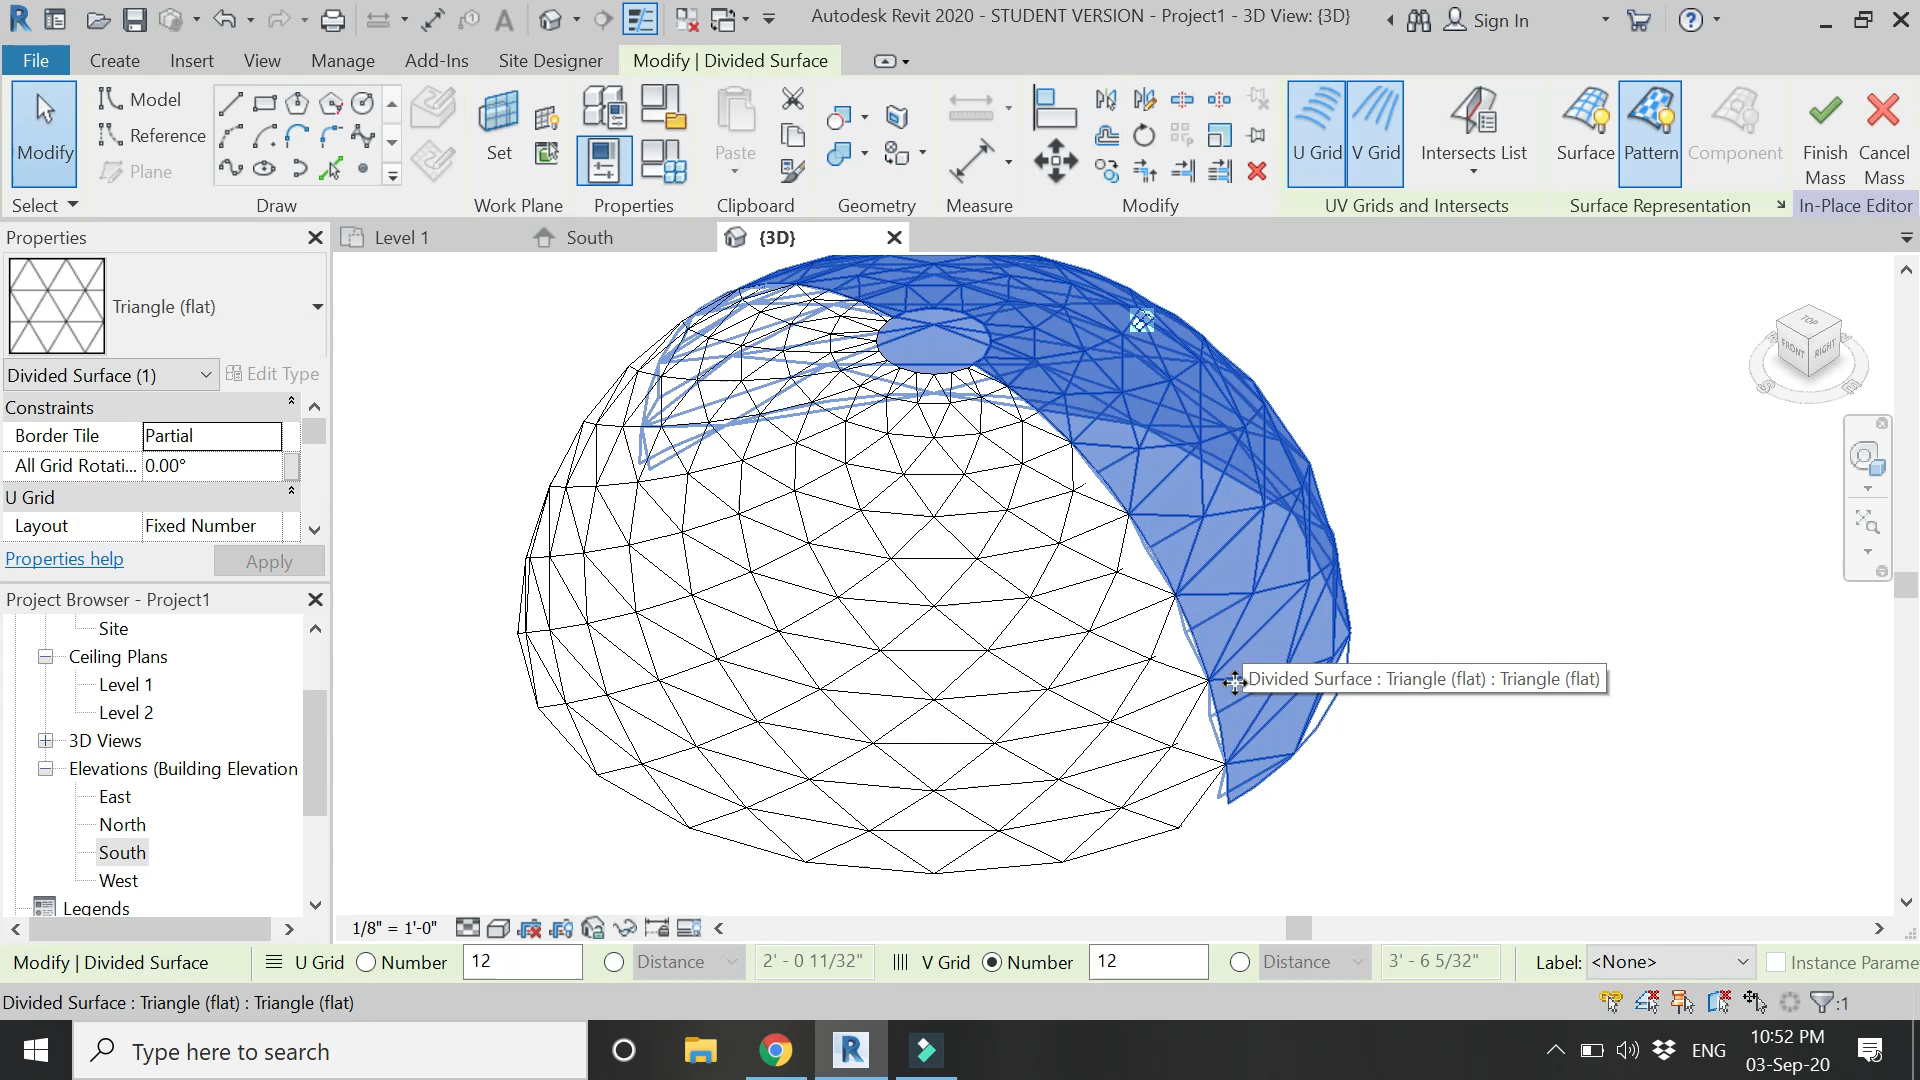 Autodesk Revit 2020 - STUDENT VERSION - Project1 - 3D View: {3D}
Sign In
File Create Insert View Manage Add-Ins Site Designer Modify | Divided Surface
Modify
Model
Reference
Plane
Set
Paste
U Grid V Grid Intersects List Surface Pattern Component Finish Mass Cancel Mass
Select Draw Work Plane Properties Clipboard Geometry Measure Modify UV Grids and Intersects Surface Representation In-Place Editor
Properties
Level 1 South {3D}
Triangle (flat)
Divided Surface (1) Edit Type
Constraints
Border Tile Partial
All Grid Rotati... 0.00°
U Grid
Layout Fixed Number
Properties help Apply
TOP
FRONT RIGHT
S E
Project Browser - Project1
Site
Ceiling Plans
Level 1
Level 2
3D Views
Elevations (Building Elevation
East
North
South
West
Legends
Divided Surface : Triangle (flat) : Triangle (flat)
1/8" = 1'-0"
Modify | Divided Surface U Grid Number 12 Distance 2' - 0 11/32" V Grid Number 12 Distance 3' - 6 5/32" Label: <None> Instance Parame
Divided Surface : Triangle (flat) : Triangle (flat)
:1
Type here to search
ENG
10:52 PM
03-Sep-20